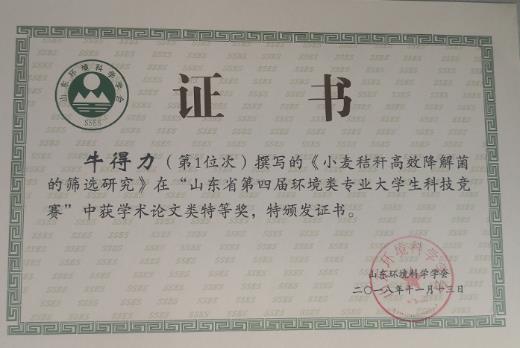 山东环境科学学会
SSES
证书
牛得力（第1位次）撰写的《小麦秸秆高效降解菌
的筛选研究》在“山东省第四届环境类专业大学生科技竞
赛”中获学术论文类特等奖，特颁发证书。
山东环境科学学会
二〇一八年十一月十三日